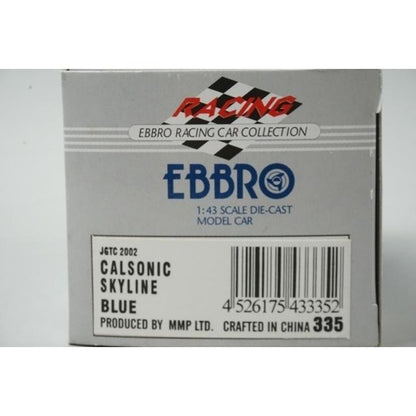 RACING
EBBRO RACING CAR COLLECTION
EBBRO
1:43 SCALE DIE-CAST
MODEL CAR
JGTC 2002
CALSONIC
SKYLINE
BLUE
4 526175 433352
PRODUCED BY MMP LTD. CRAFTED IN CHINA 335